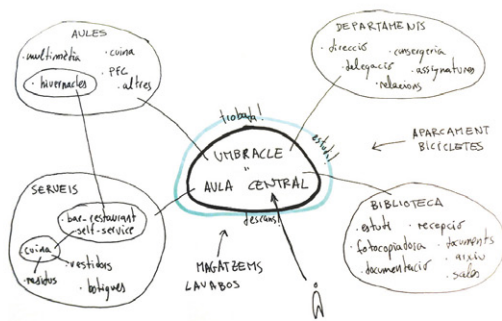 AULES
· multimèdia
· cuina
· PFC
· hivernacles
· altres
DEPARTAMENTS
· direcció
· consergeria
· delegació
· assignatures
· relacions
trobada!
estudi!
UMBRACLE
"
AULA CENTRAL
descans!
APARCAMENT
BICICLETES
SERVEIS
· bar-restaurant
self-service
cuina
· residus
· vestidors
· botigues
MAGATZEMS
LAVABOS
BIBLIOTECA
· estudi
· recepció
· fotocopiadora
· documents
· documentació
· arxiu
· sales